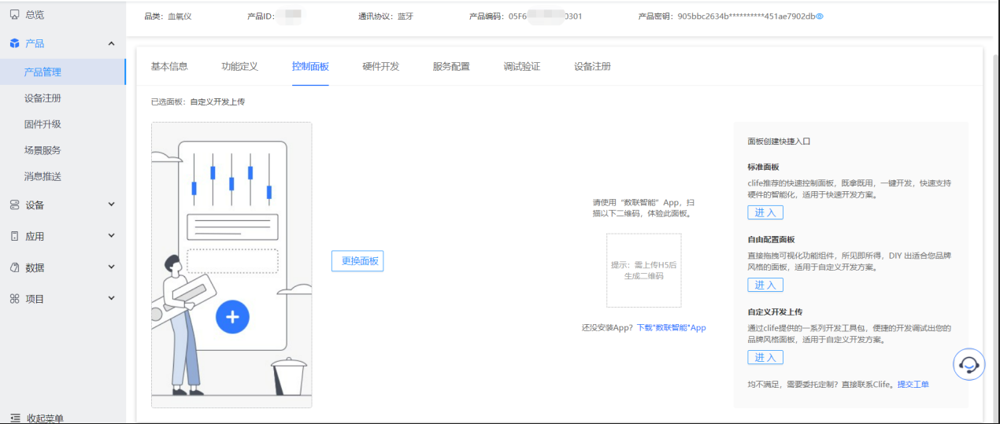 总览
品类：血氧仪
产品ID：
通讯协议：蓝牙
产品编码：05F6 0301
产品密钥：905bbc2634b**********451ae7902db
产品
产品管理
设备注册
固件升级
场景服务
消息推送
设备
应用
数据
项目
收起菜单
基本信息 功能定义 控制面板 硬件开发 服务配置 调试验证 设备注册
已选面板：自定义开发上传
更换面板
请使用“数联智能”App，扫
描以下二维码，体验此面板。
提示：需上传H5后
生成二维码
还没安装App？下载"数联智能"App
面板创建快捷入口
标准面板
clife推荐的快速控制面板，既拿既用，一键开发，快速支持
硬件的智能化，适用于快速开发方案。
进入
自由配置面板
直接拖拽可视化功能组件，所见即所得，DIY 出适合您品牌
风格的面板，适用于自定义开发方案。
进入
自定义开发上传
通过clife提供的一系列开发工具包，便捷的开发调试出您的
品牌风格面板，适用于自定义开发方案。
进入
均不满足，需要委托定制？直接联系Clife。提交工单